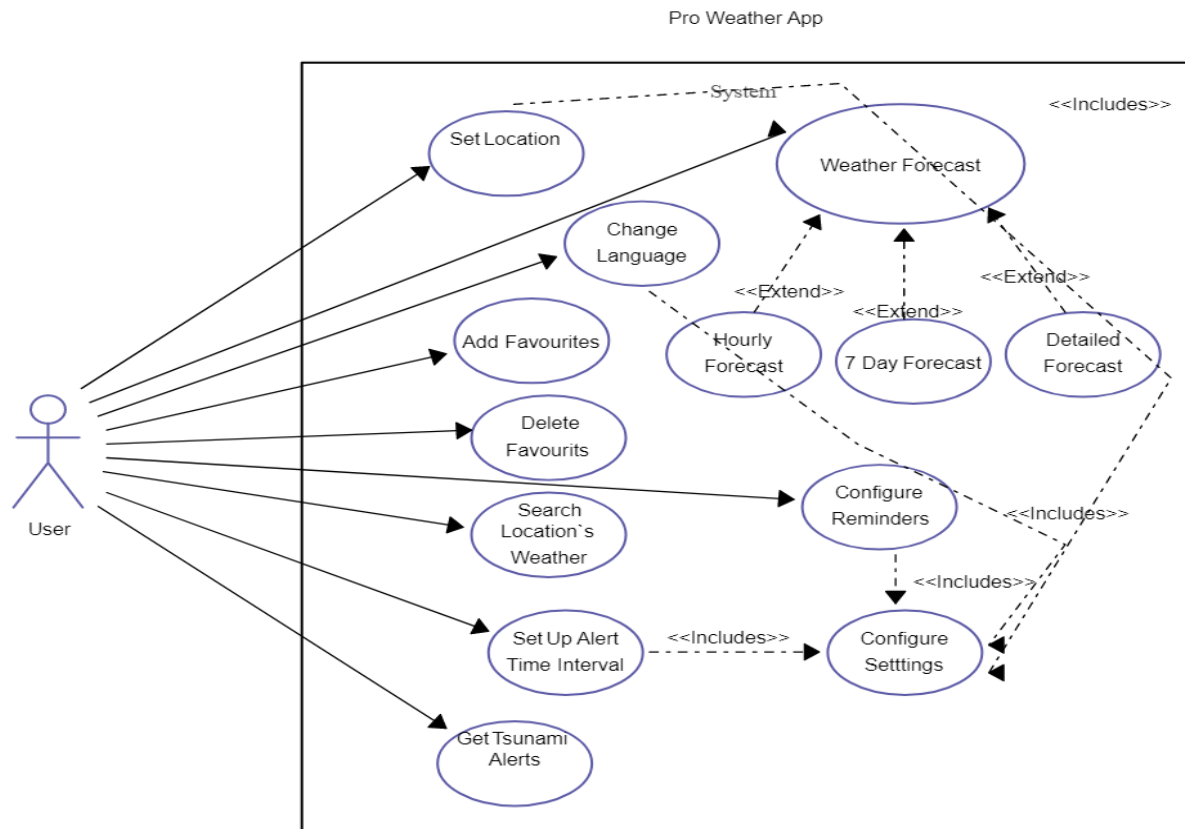 Pro Weather App
System
<<Includes>>
Set Location
Weather Forecast
Change
Language
<<Extend>>
<<Extend>>
<<Extend>>
Add Favourites
Hourly
Forecast
7 Day Forecast
Detailed
Forecast
Delete
Favourits
User
Search
Location`s
Weather
Configure
Reminders
<<Includes>>
<<Includes>>
Set Up Alert
Time Interval
<<Includes>>
Configure
Setttings
Get Tsunami
Alerts